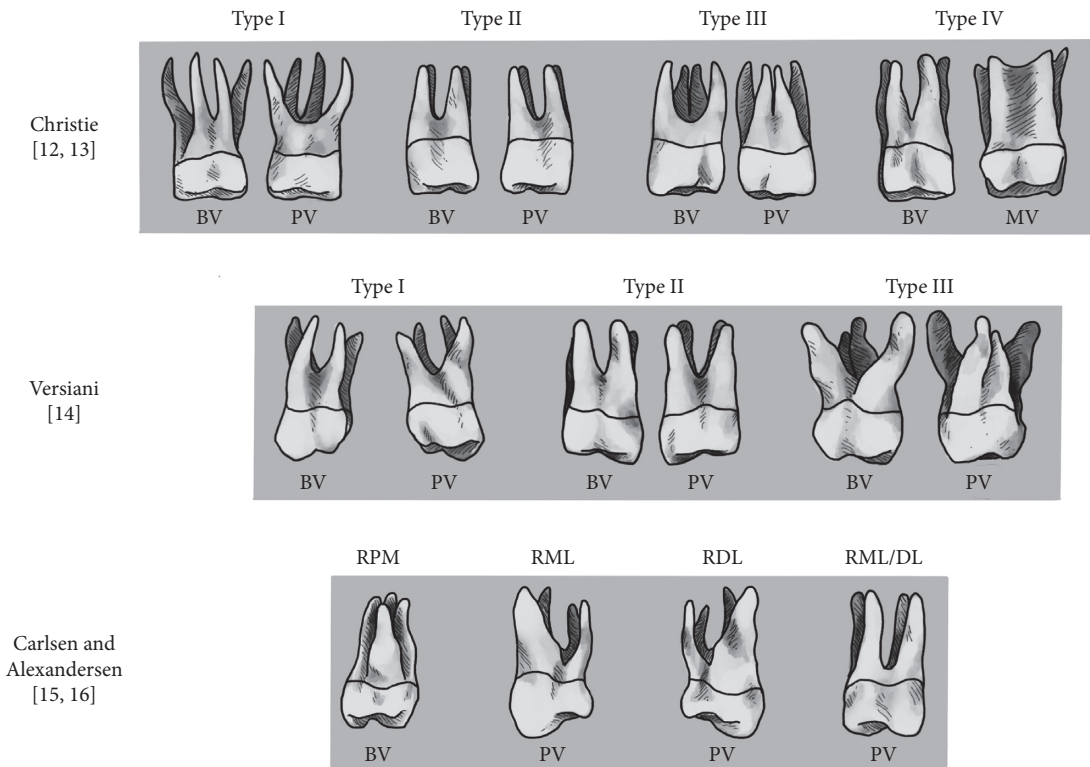 Type I Type II Type III Type IV
Christie
[12, 13]
BV PV BV PV BV PV BV MV
Type I Type II Type III
Versiani
[14]
BV PV BV PV BV PV
RPM RML RDL RML/DL
Carlsen and
Alexandersen
[15, 16]
BV PV PV PV